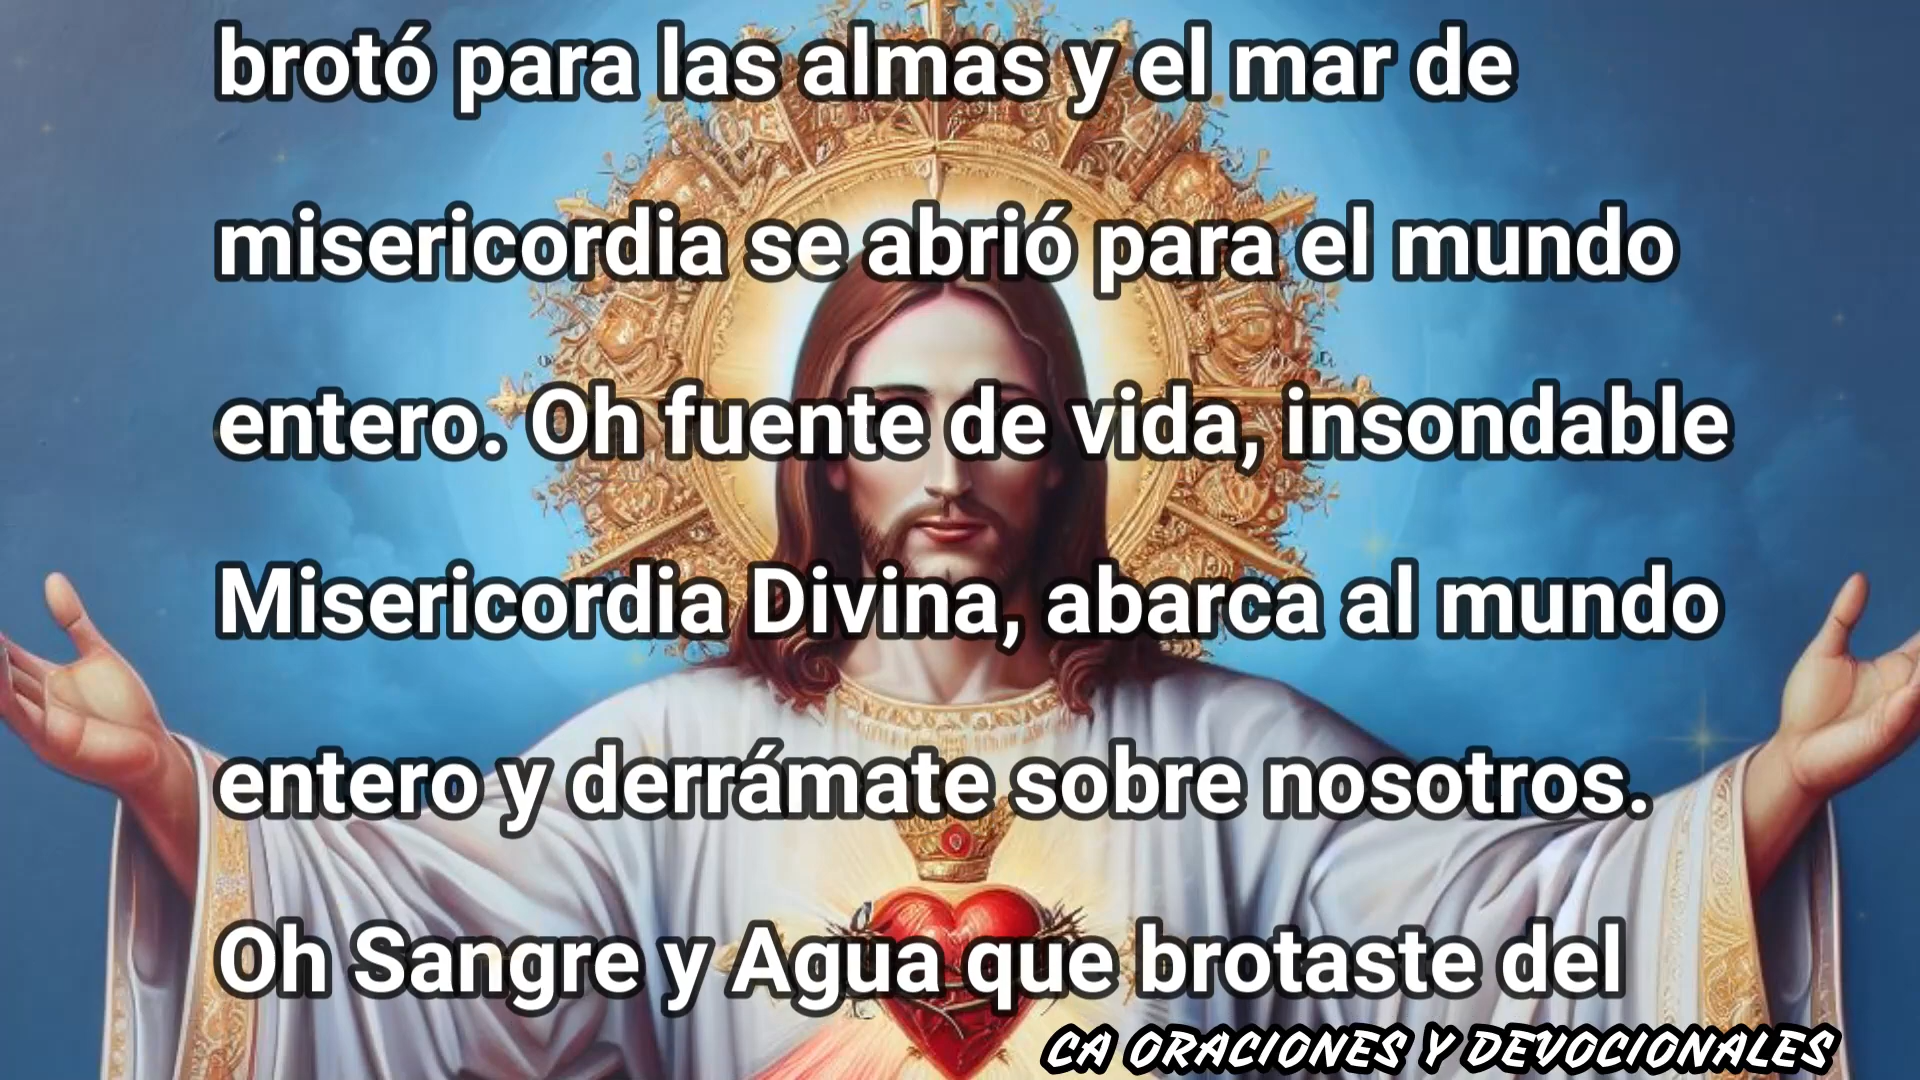 brotó para las almas y el mar de
misericordia se abrió para el mundo
entero. Oh fuente de vida, insondable
Misericordia Divina, abarca al mundo
entero y derrámate sobre nosotros.
Oh Sangre y Agua que brotaste del
CA ORACIONES Y DEVOCIONALES